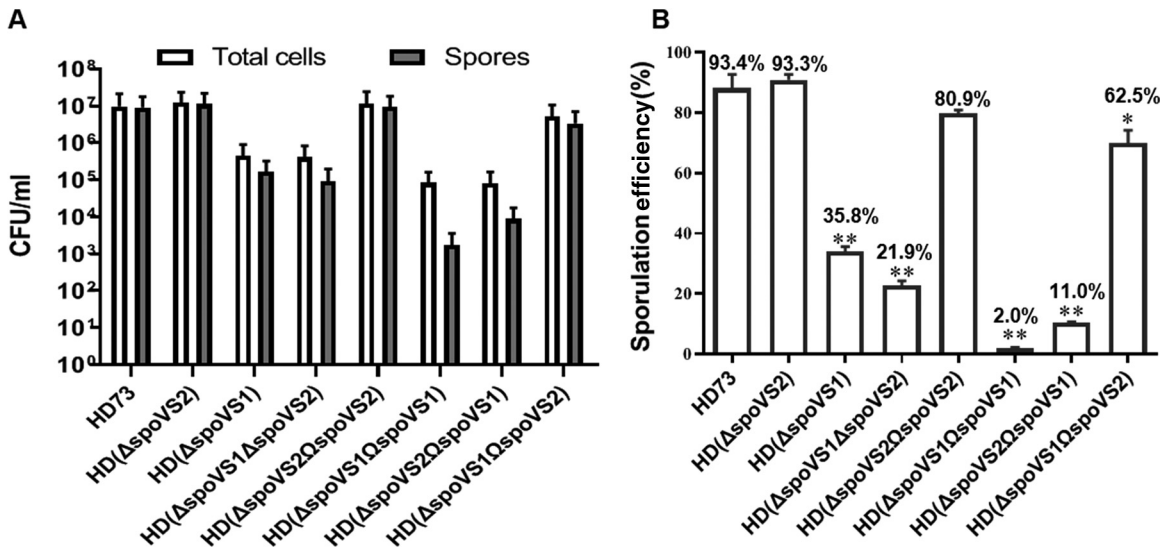 A
Total cells Spores
CFU/ml
10⁸
10⁷
10⁶
10⁵
10⁴
10³
10²
10¹
10⁰
HD73
HD(ΔspoVS2)
HD(ΔspoVS1)
HD(ΔspoVS1ΔspoVS2)
HD(ΔspoVS2ΩspoVS2)
HD(ΔspoVS1ΩspoVS1)
HD(ΔspoVS2ΩspoVS1)
HD(ΔspoVS1ΩspoVS2)
B
Sporulation efficiency(%)
100
80
60
40
20
0
93.4%
93.3%
35.8%
**
21.9%
**
80.9%
2.0%
**
11.0%
**
62.5%
*
HD73
HD(ΔspoVS2)
HD(ΔspoVS1)
HD(ΔspoVS1ΔspoVS2)
HD(ΔspoVS2ΩspoVS2)
HD(ΔspoVS1ΩspoVS1)
HD(ΔspoVS2ΩspoVS1)
HD(ΔspoVS1ΩspoVS2)